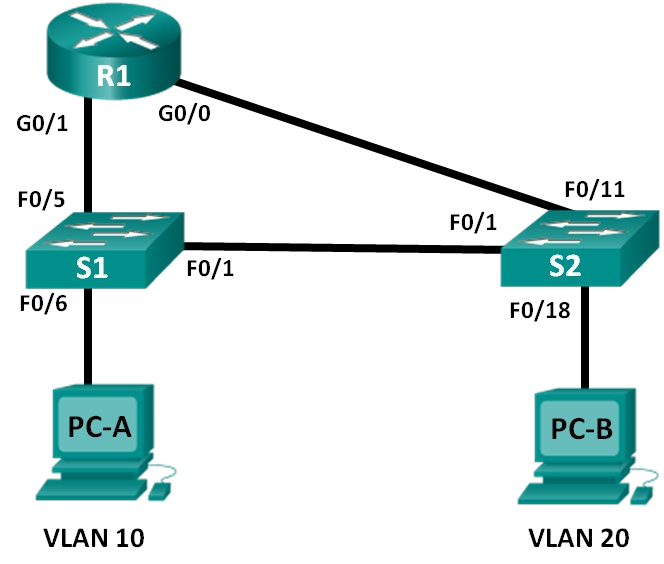 R1
G0/1
G0/0
F0/5
F0/11
F0/1
S1
F0/1
S2
F0/6
F0/18
PC-A
PC-B
VLAN 10
VLAN 20